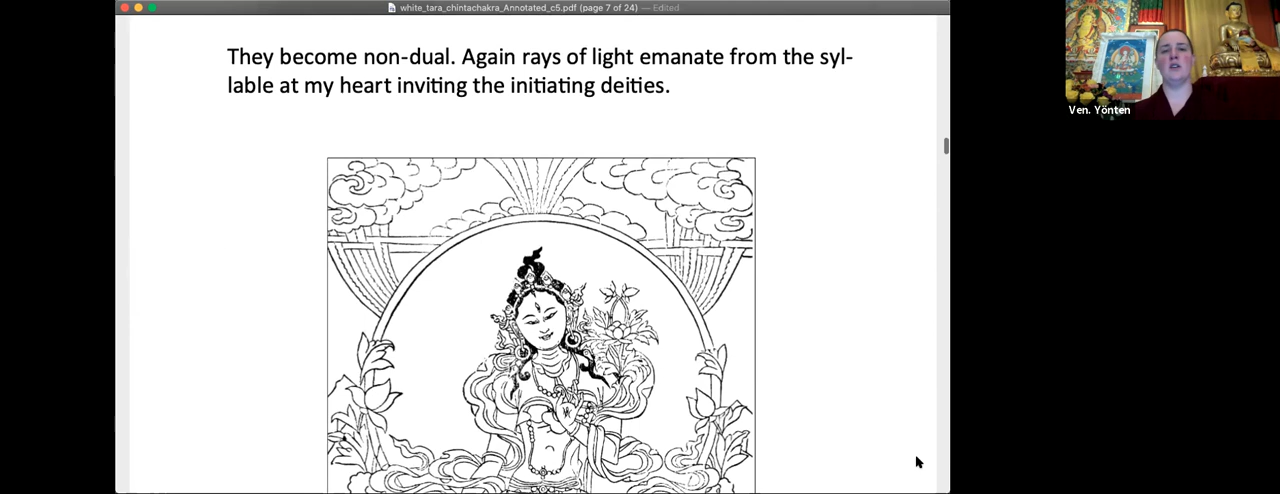 white_tara_chintachakra_Annotated_c5.pdf (page 7 of 24) — Edited
They become non-dual. Again rays of light emanate from the syl-
lable at my heart inviting the initiating deities.
Ven. Yönten